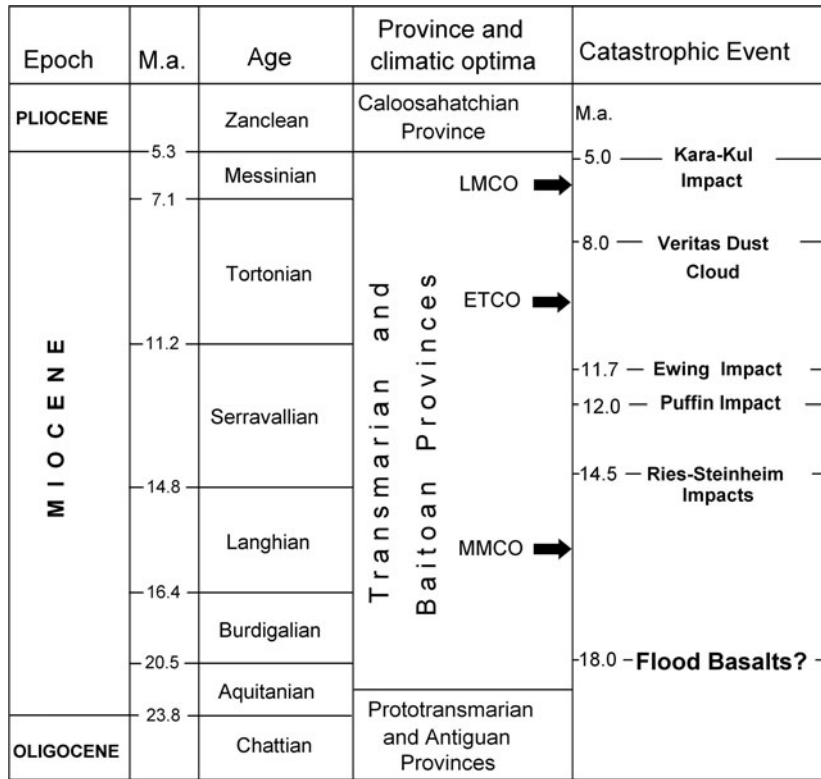 Epoch
M.a.
Age
Province and
climatic optima
Catastrophic Event
PLIOCENE
Zanclean
Caloosahatchian
Province
M.a.
5.3
5.0
Kara-Kul
Impact
Messinian
LMCO
7.1
8.0
Veritas Dust
Cloud
Tortonian
ETCO
11.2
11.7
Ewing Impact
12.0
Puffin Impact
MIOCENE
Serravallian
Transmarian and
Baitoan Provinces
14.5
Ries-Steinheim
Impacts
14.8
Langhian
MMCO
16.4
Burdigalian
18.0
Flood Basalts?
20.5
Aquitanian
23.8
Prototransmarian
and Antiguan
Provinces
OLIGOCENE
Chattian